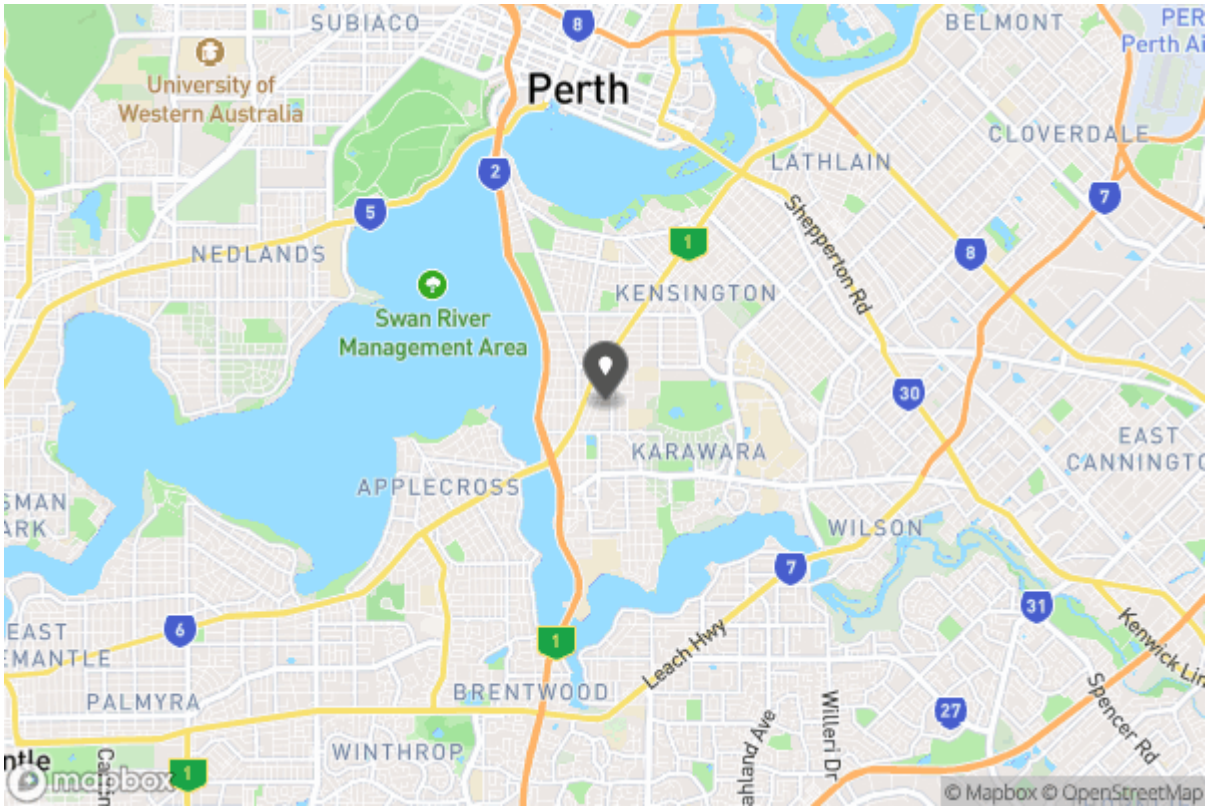 SUBIACO
8
BELMONT
PER
Perth Ai
University of
Western Australia
Perth
CLOVERDALE
LATHLAIN
2
7
5
Shepperton Rd
NEDLANDS
1
8
KENSINGTON
Swan River
Management Area
30
EAST
CANNINGTO
KARAWARA
APPLECROSS
SMAN
ARK
WILSON
7
31
6
EAST
EMANTLE
1
Leach Hwy
Kenwick Lin
BRENTWOOD
PALMYRA
27
Spencer Rd
Willeri Dr
WINTHROP
ntle
1
mapbox
© Mapbox © OpenStreetMap